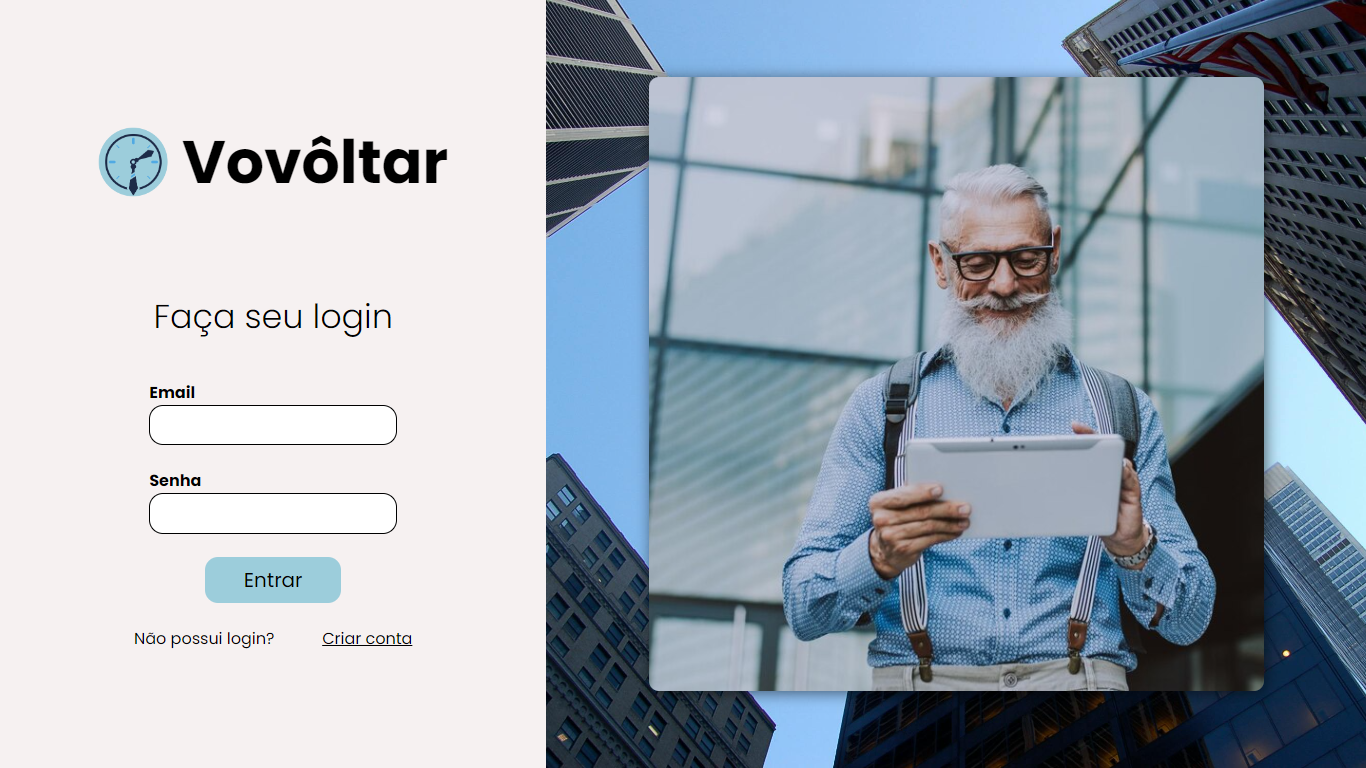 Vovôltar
Faça seu login
Email
Senha
Entrar
Não possui login? Criar conta